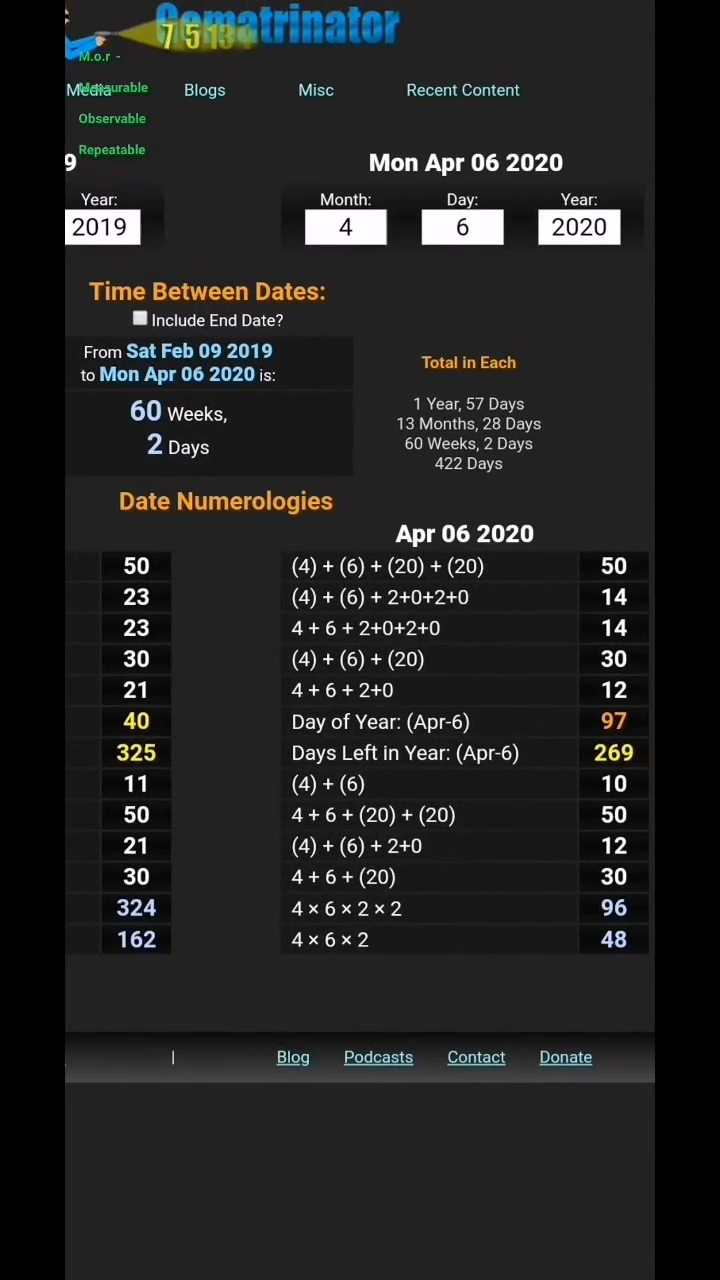 Gematrinator
7 5 13
M.o.r -
Media
Measurable
Blogs
Misc
Recent Content
Observable
Repeatable
9
Mon Apr 06 2020
Year:
Month:
Day:
Year:
2019
4
6
2020
Time Between Dates:
Include End Date?
From Sat Feb 09 2019
to Mon Apr 06 2020 is:
60 Weeks,
2 Days
Total in Each
1 Year, 57 Days
13 Months, 28 Days
60 Weeks, 2 Days
422 Days
Date Numerologies
Apr 06 2020
50 (4) + (6) + (20) + (20) 50
23 (4) + (6) + 2+0+2+0 14
23 4 + 6 + 2+0+2+0 14
30 (4) + (6) + (20) 30
21 4 + 6 + 2+0 12
40 Day of Year: (Apr-6) 97
325 Days Left in Year: (Apr-6) 269
11 (4) + (6) 10
50 4 + 6 + (20) + (20) 50
21 (4) + (6) + 2+0 12
30 4 + 6 + (20) 30
324 4 × 6 × 2 × 2 96
162 4 × 6 × 2 48
| Blog Podcasts Contact Donate